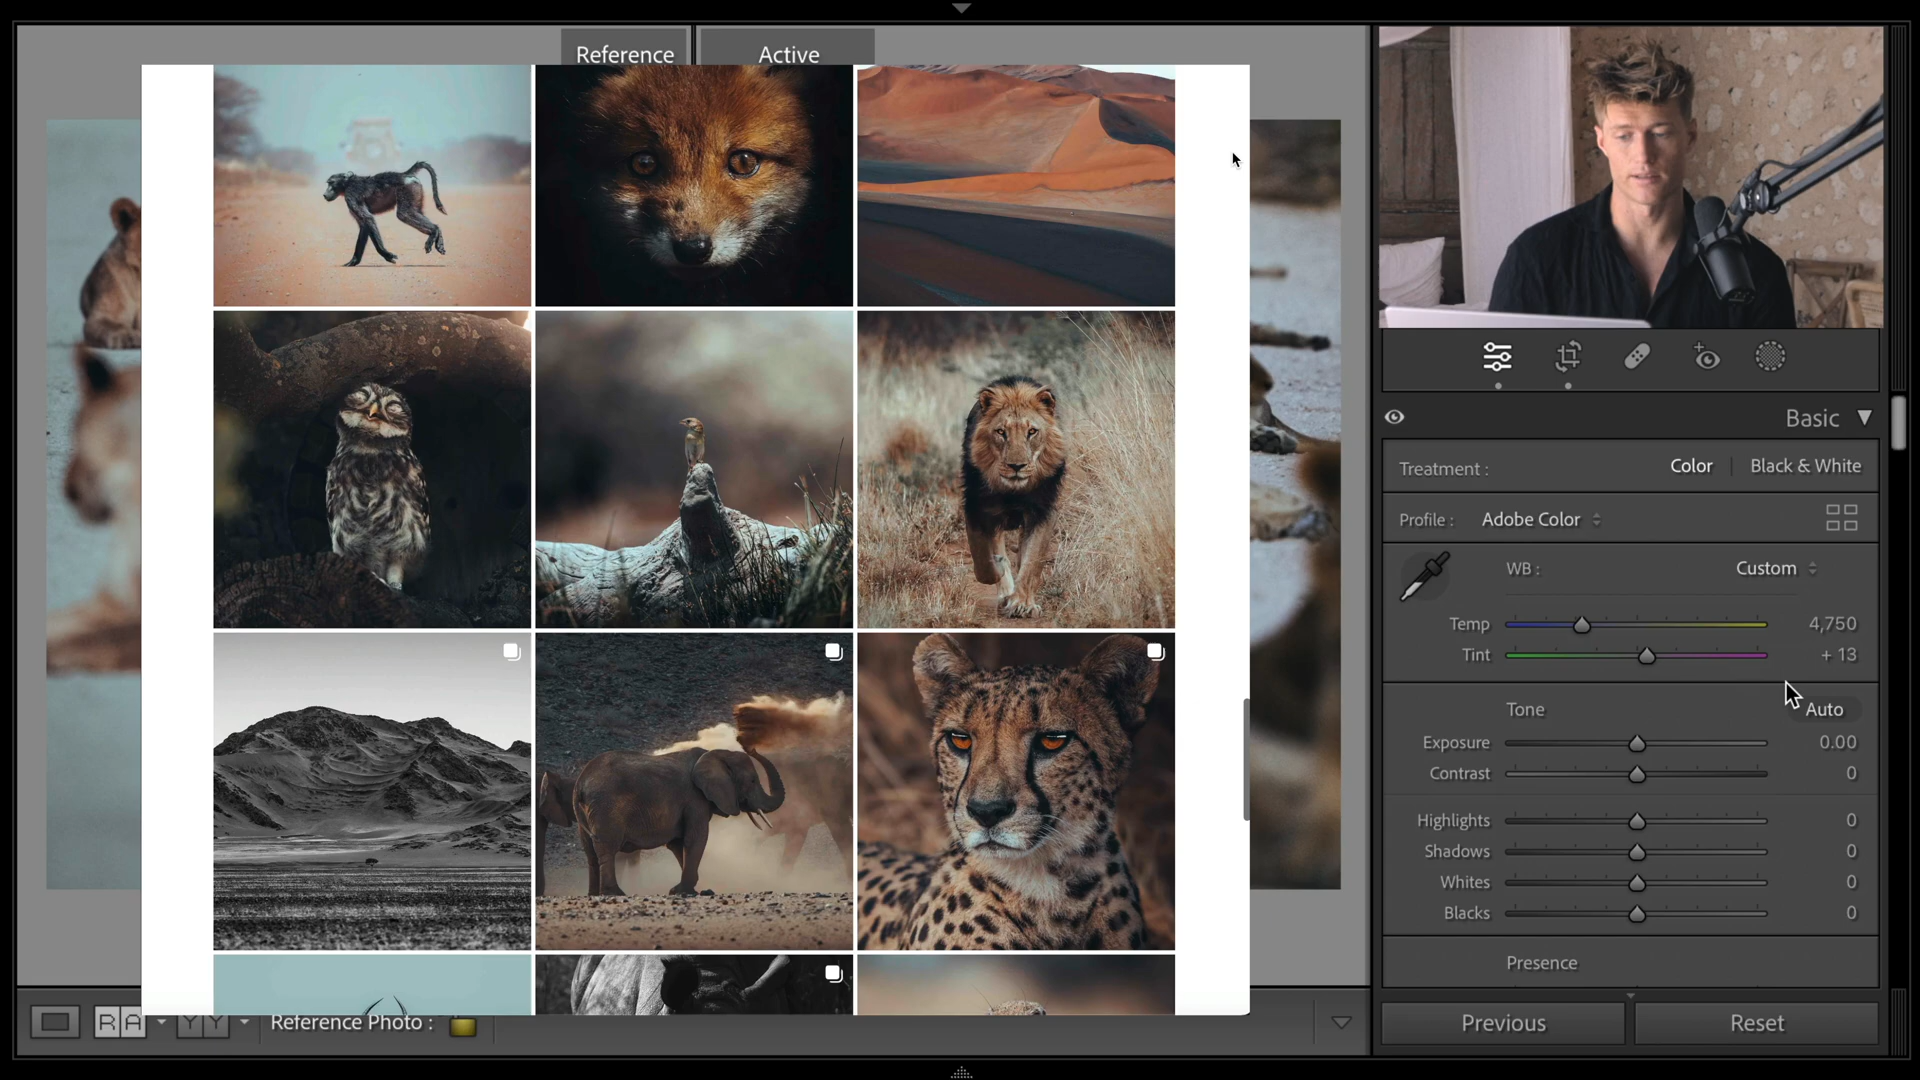 Reference
Active
Basic
Treatment :
Color
Black & White
Profile :
Adobe Color
WB :
Custom
Temp
4,750
Tint
+ 13
Tone
Auto
Exposure
0.00
Contrast
0
Highlights
0
Shadows
0
Whites
0
Blacks
0
Presence
R A
Y Y
Reference Photo :
Previous
Reset